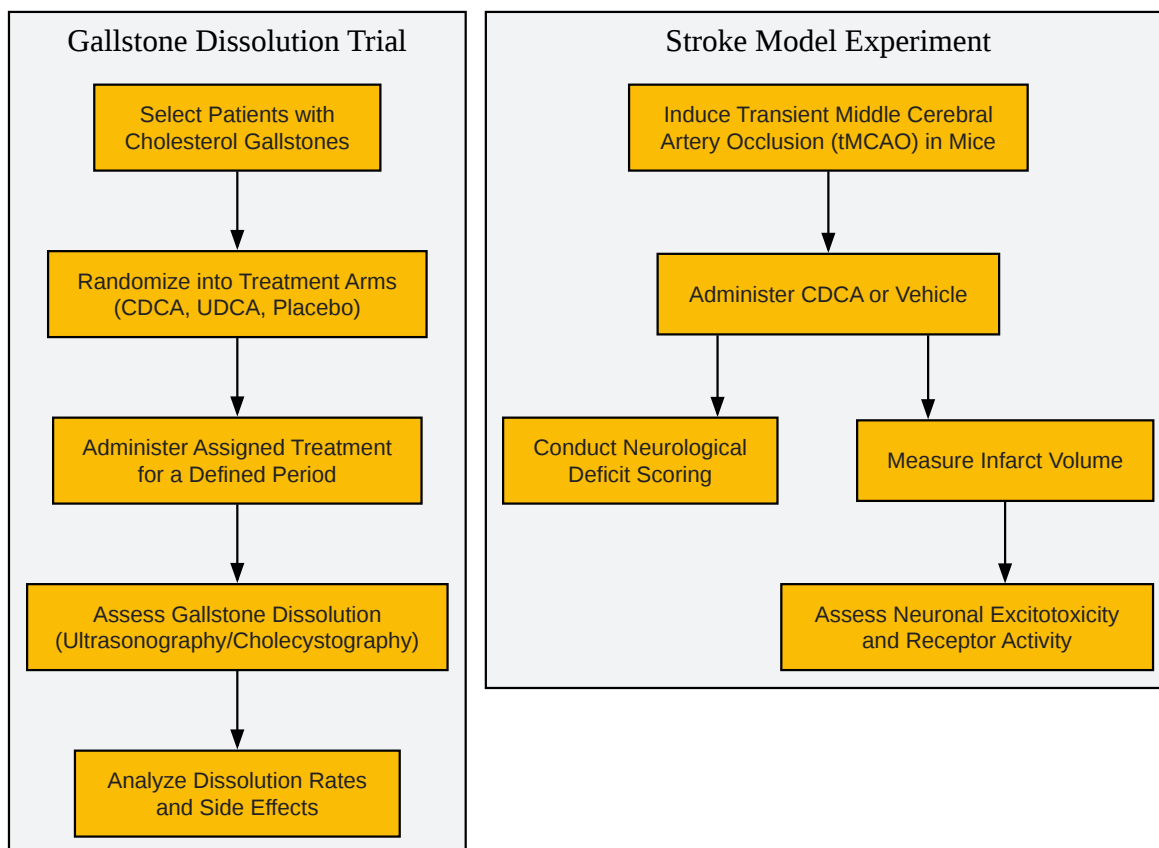 Gallstone Dissolution Trial
Select Patients with
Cholesterol Gallstones
Randomize into Treatment Arms
(CDCA, UDCA, Placebo)
Administer Assigned Treatment
for a Defined Period
Assess Gallstone Dissolution
(Ultrasonography/Cholecystography)
Analyze Dissolution Rates
and Side Effects
Stroke Model Experiment
Induce Transient Middle Cerebral
Artery Occlusion (tMCAO) in Mice
Administer CDCA or Vehicle
Conduct Neurological
Deficit Scoring
Measure Infarct Volume
Assess Neuronal Excitotoxicity
and Receptor Activity